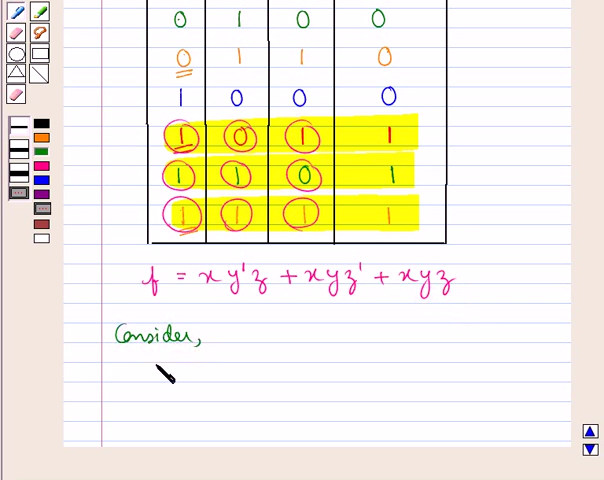 0 1 0 0
0 1 1 0
1 0 0 0
1 0 1 1
1 1 0 1
1 1 1 1
f = xy'z + xyz' + xyz
Consider,